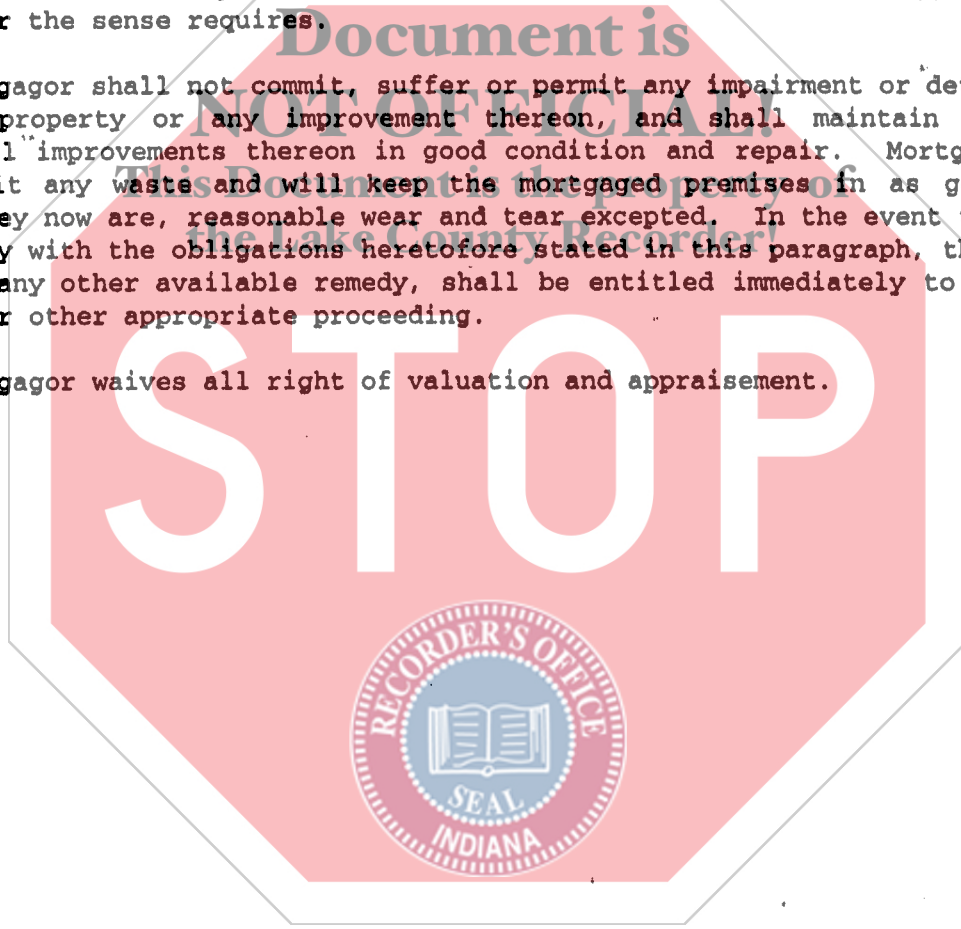 r the sense requires.
Document is
gagor shall not commit, suffer or permit any impairment or de
NOT OFFICIAL!
property or any improvement thereon, and shall maintain
l improvements thereon in good condition and repair. Mortg
This Document is the property of
it any waste and will keep the mortgaged premises in as g
ey now are, reasonable wear and tear excepted. In the event
the Lake County Recorder!
y with the obligations heretofore stated in this paragraph, th
any other available remedy, shall be entitled immediately to
r other appropriate proceeding.
gagor waives all right of valuation and appraisement.
STOP
RECORDER'S OFFICE
SEAL
INDIANA